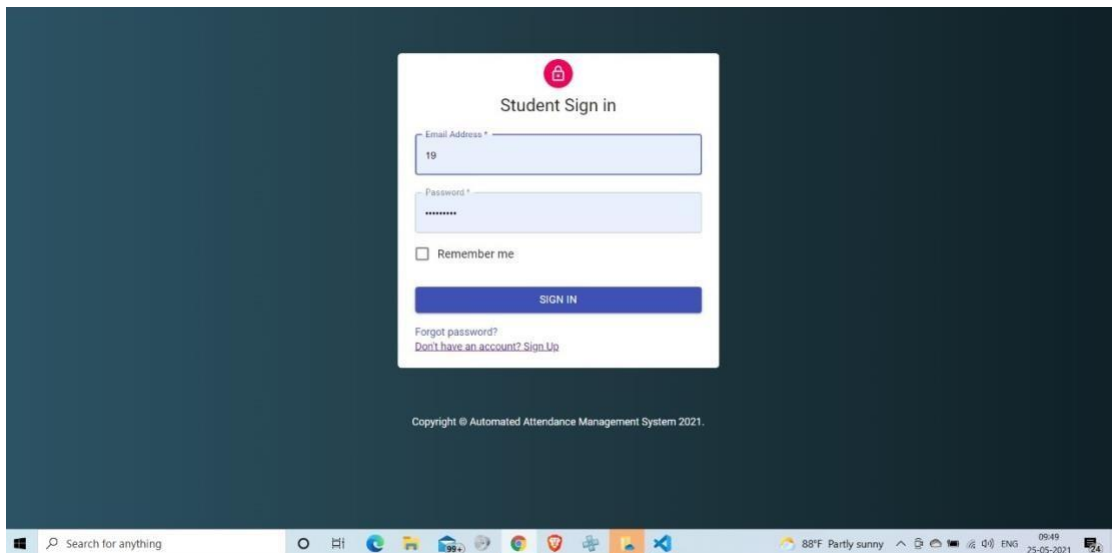 Student Sign in
Email Address *
19
Password *
•••••••••
Remember me
SIGN IN
Forgot password?
Don't have an account? Sign Up
Copyright © Automated Attendance Management System 2021.
Search for anything
99+
88°F Partly sunny
ENG
09:49
25-05-2021
24